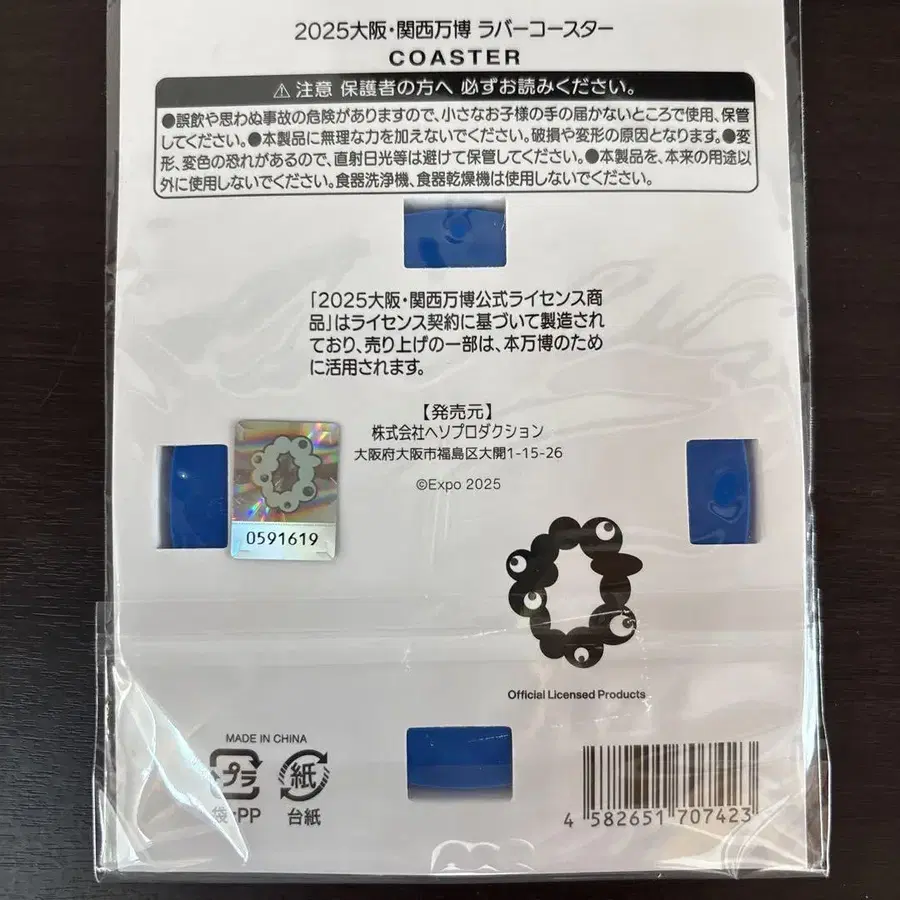 2025大阪・関西万博 ラバーコースター
COASTER
⚠ 注意 保護者の方へ 必ずお読みください。
●誤飲や思わぬ事故の危険がありますので、小さなお子様の手の届かないところで使用、保管
してください。●本製品に無理な力を加えないでください。破損や変形の原因となります。●変
形、変色の恐れがあるので、直射日光等は避けて保管してください。●本製品を、本来の用途以
外に使用しないでください。食器洗浄機、食器乾燥機は使用しないでください。
「2025大阪・関西万博公式ライセンス商
品」はライセンス契約に基づいて製造され
ており、売り上げの一部は、本万博のため
に活用されます。
【発売元】
株式会社ヘソプロダクション
大阪府大阪市福島区大開1-15-26
©Expo 2025
0591619
Official Licensed Products
MADE IN CHINA
プラ 紙
袋・PP 台紙
4 582651 707423